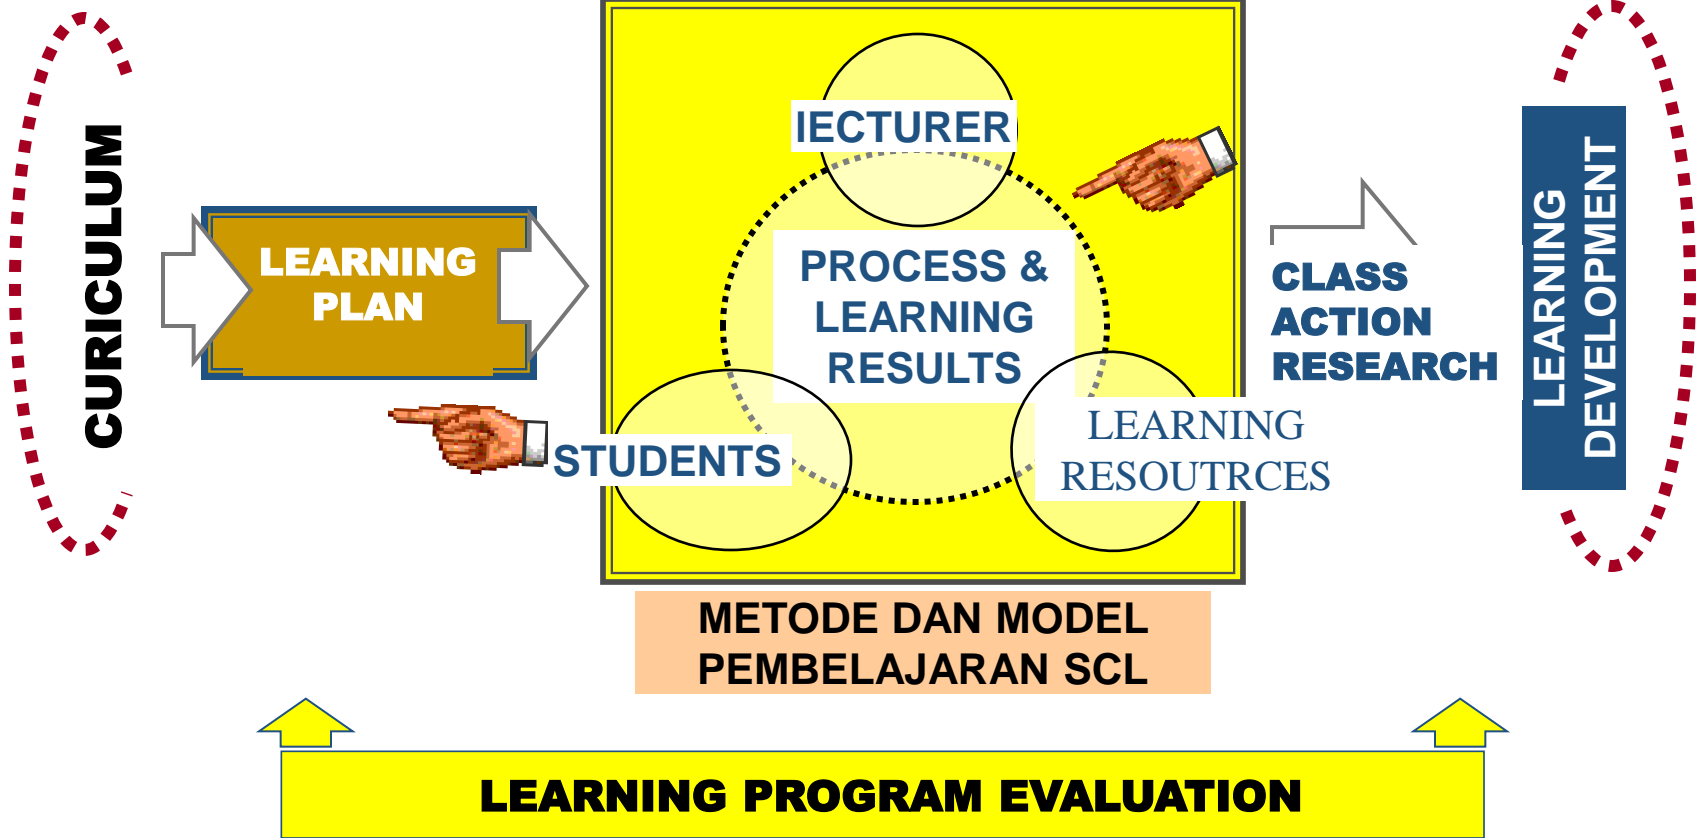 CURICULUM
LEARNING
PLAN
IECTURER
PROCESS &
LEARNING
RESULTS
STUDENTS
LEARNING
RESOUTRCES
CLASS
ACTION
RESEARCH
LEARNING
DEVELOPMENT
METODE DAN MODEL
PEMBELAJARAN SCL
LEARNING PROGRAM EVALUATION